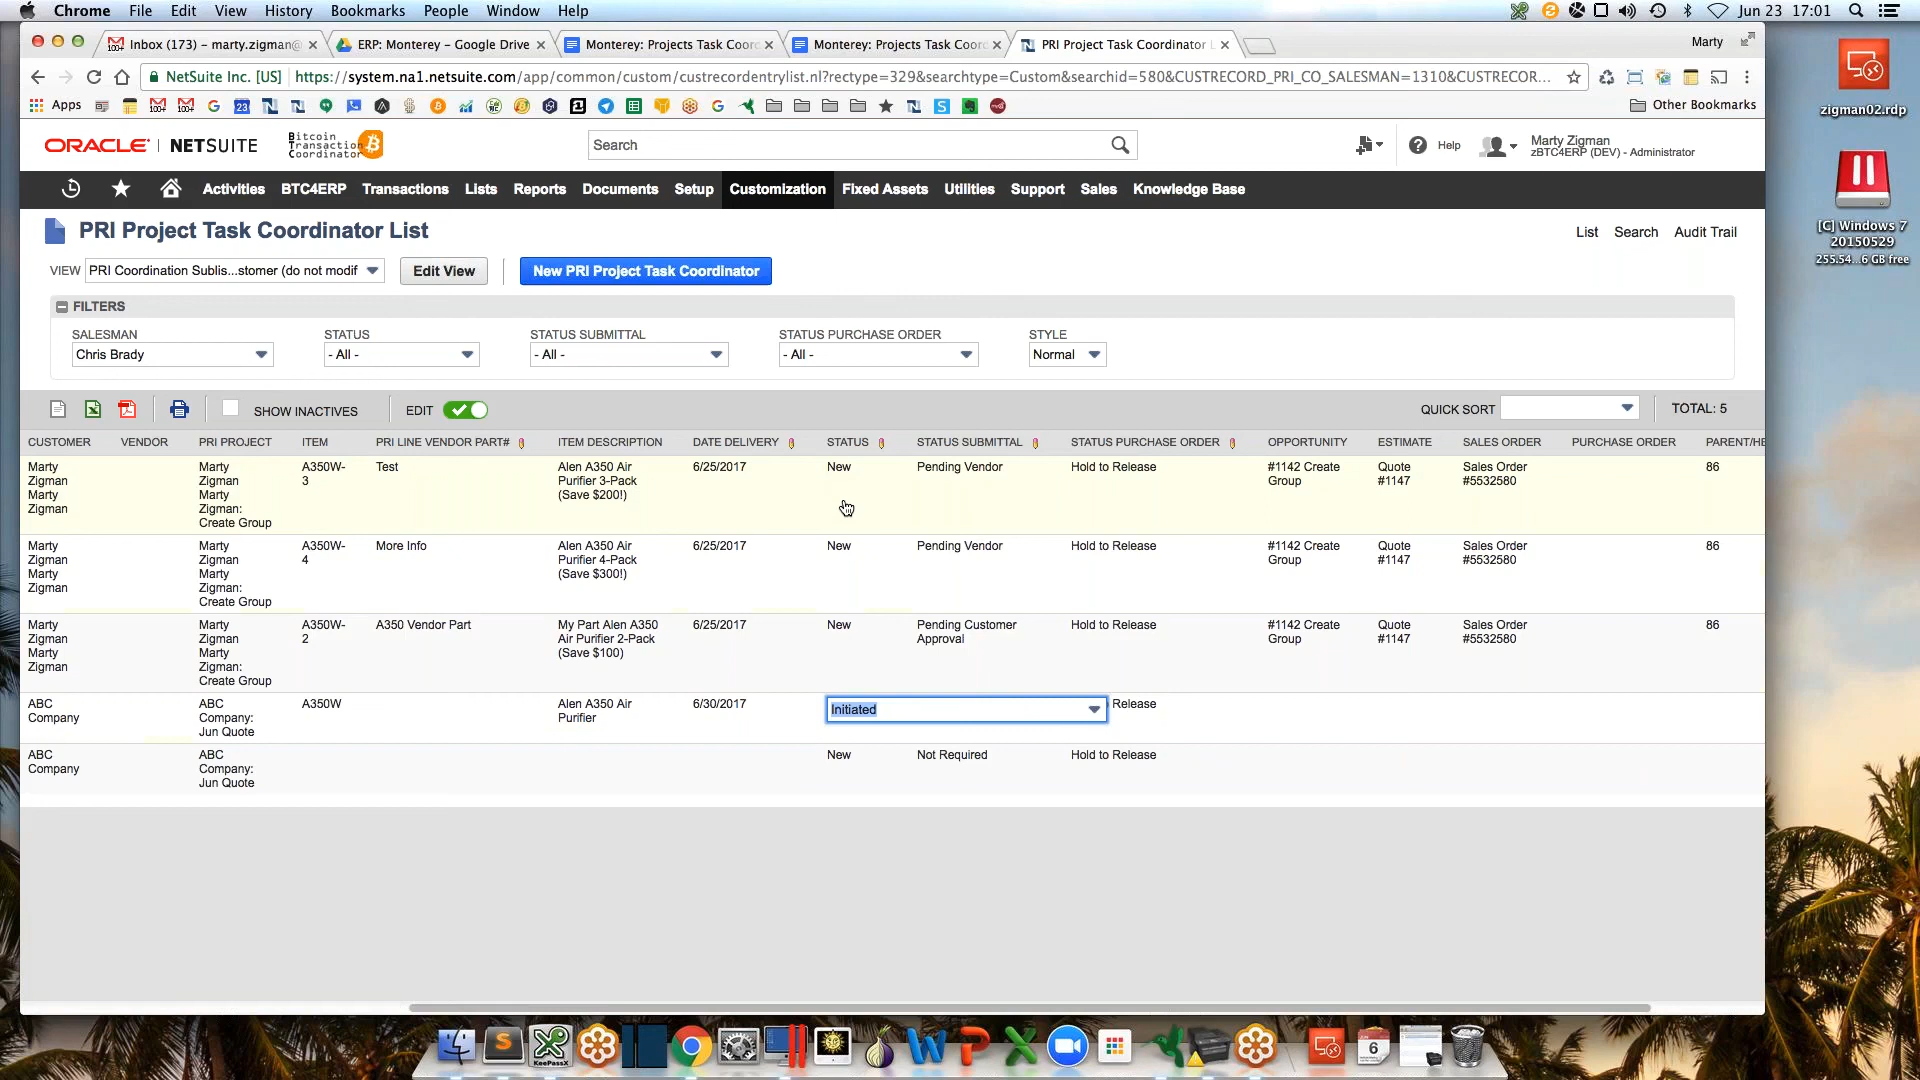 Chrome File Edit View History Bookmarks People Window Help Jun 23 17:01
Inbox (173) – marty.zigman@ ERP: Monterey – Google Drive Monterey: Projects Task Coor Monterey: Projects Task Coor PRI Project Task Coordinator L Marty
NetSuite Inc. [US] https://system.na1.netsuite.com/app/common/custom/custrecordentrylist.nl?rectype=329&searchtype=Custom&searchid=580&CUSTRECORD_PRI_CO_SALESMAN=1310&CUSTRECOR...
Apps Other Bookmarks
zigman02.rdp
ORACLE NETSUITE Bitcoin Transaction Coordinator Search Help Marty Zigman
zBTC4ERP (DEV) - Administrator
Activities BTC4ERP Transactions Lists Reports Documents Setup Customization Fixed Assets Utilities Support Sales Knowledge Base
[C] Windows 7
20150529
255.54...6 GB free
PRI Project Task Coordinator List List Search Audit Trail
VIEW PRI Coordination Sublis...stomer (do not modif Edit View New PRI Project Task Coordinator
FILTERS
SALESMAN STATUS STATUS SUBMITTAL STATUS PURCHASE ORDER STYLE
Chris Brady - All - - All - - All - Normal
SHOW INACTIVES EDIT QUICK SORT TOTAL: 5
CUSTOMER VENDOR PRI PROJECT ITEM PRI LINE VENDOR PART# ITEM DESCRIPTION DATE DELIVERY STATUS STATUS SUBMITTAL STATUS PURCHASE ORDER OPPORTUNITY ESTIMATE SALES ORDER PURCHASE ORDER PARENT/HE
Marty Marty A350W- Test Alen A350 Air 6/25/2017 New Pending Vendor Hold to Release #1142 Create Quote Sales Order 86
Zigman Zigman 3 Purifier 3-Pack Group #1147 #5532580
Marty Marty (Save $200!)
Zigman Zigman:
Create Group
Marty Marty A350W- More Info Alen A350 Air 6/25/2017 New Pending Vendor Hold to Release #1142 Create Quote Sales Order 86
Zigman Zigman 4 Purifier 4-Pack Group #1147 #5532580
Marty Marty (Save $300!)
Zigman Zigman:
Create Group
Marty Marty A350W- A350 Vendor Part My Part Alen A350 6/25/2017 New Pending Customer Hold to Release #1142 Create Quote Sales Order 86
Zigman Zigman 2 Air Purifier 2-Pack Approval Group #1147 #5532580
Marty Marty (Save $100)
Zigman Zigman:
Create Group
ABC ABC A350W Alen A350 Air 6/30/2017 Initiated Release
Company Company: Purifier
Jun Quote
ABC ABC New Not Required Hold to Release
Company Company:
Jun Quote